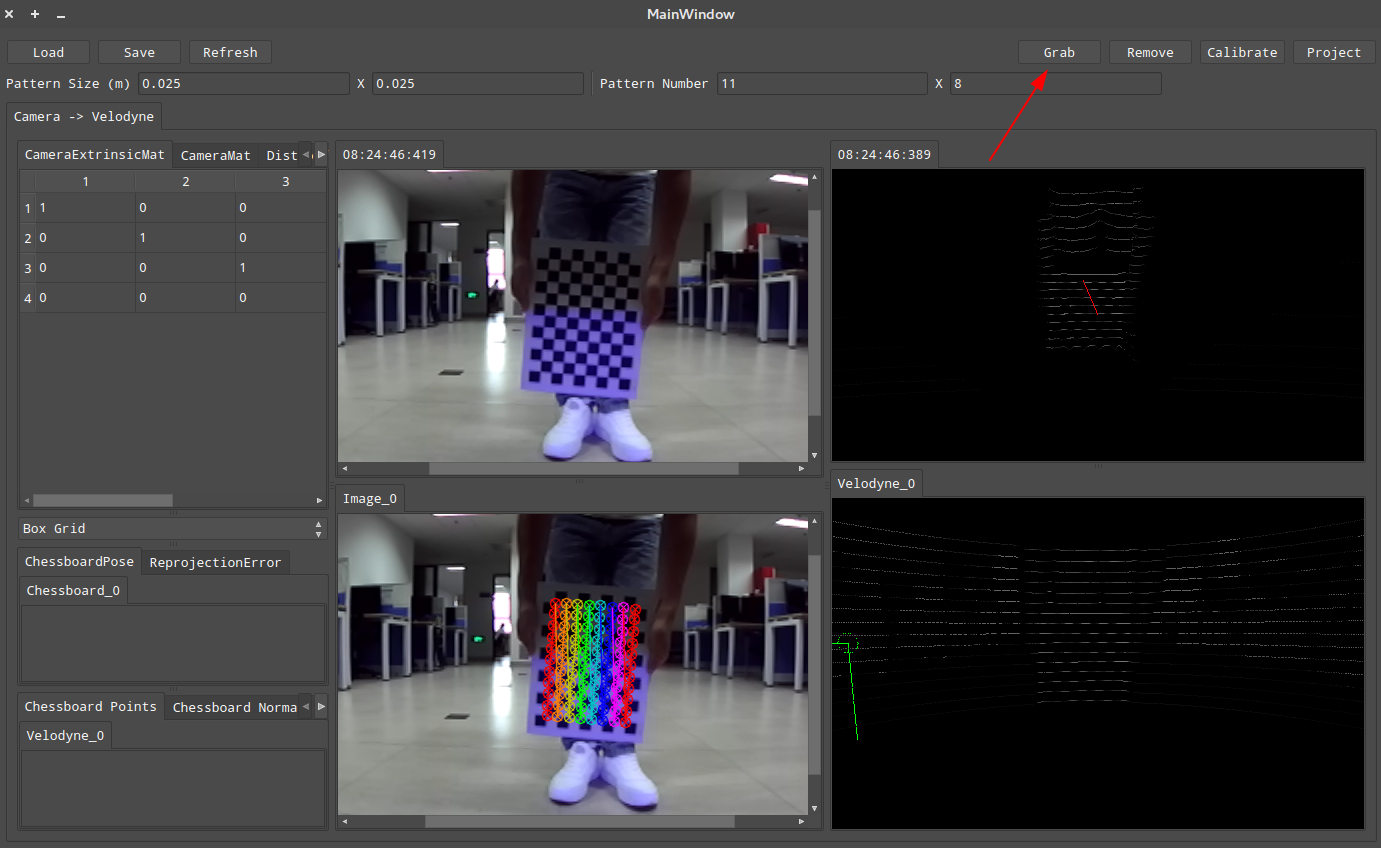 MainWindow
Load Save Refresh Grab Remove Calibrate Project
Pattern Size (m) 0.025 X 0.025 Pattern Number 11 X 8
Camera -> Velodyne
CameraExtrinsicMat CameraMat Dist
1 2 3
1 1 0 0
2 0 1 0
3 0 0 1
4 0 0 0
08:24:46:419
08:24:46:389
Box Grid
ChessboardPose ReprojectionError
Chessboard_0
Chessboard Points Chessboard Norma
Velodyne_0
Image_0
Velodyne_0